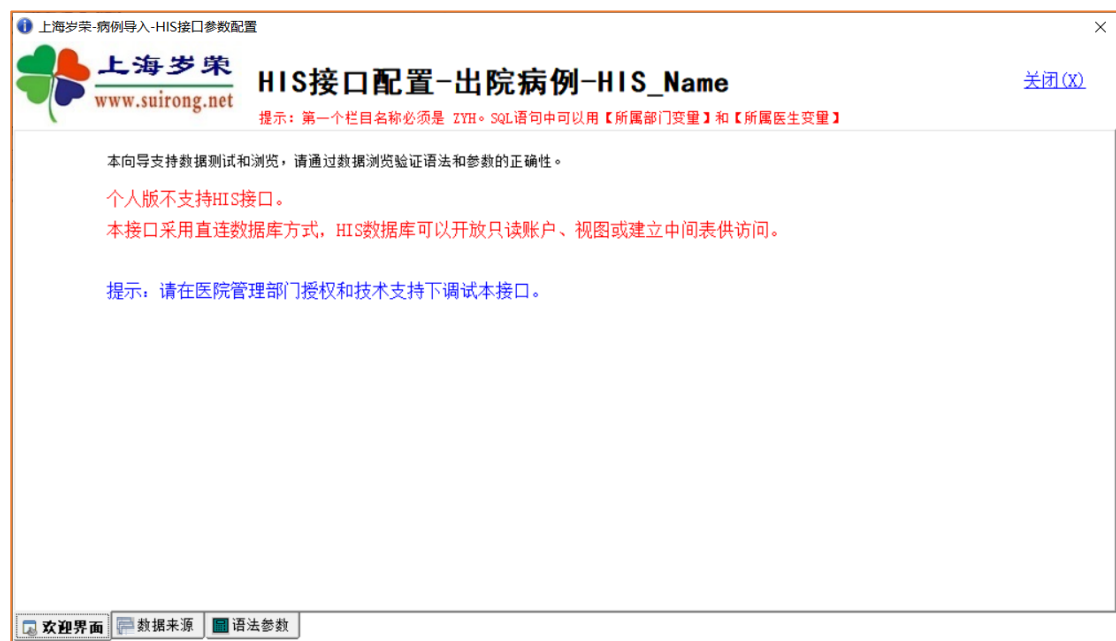 上海岁荣-病例导入-HIS接口参数配置
上海岁荣
www.suirong.net
HIS接口配置-出院病例-HIS_Name
关闭(X)
提示：第一个栏目名称必须是 ZYH。SQL语句中可以用【所属部门变量】和【所属医生变量】
本向导支持数据测试和浏览，请通过数据浏览验证语法和参数的正确性。
个人版不支持HIS接口。
本接口采用直连数据库方式，HIS数据库可以开放只读账户、视图或建立中间表供访问。
提示：请在医院管理部门授权和技术支持下调试本接口。
欢迎界面 数据来源 语法参数